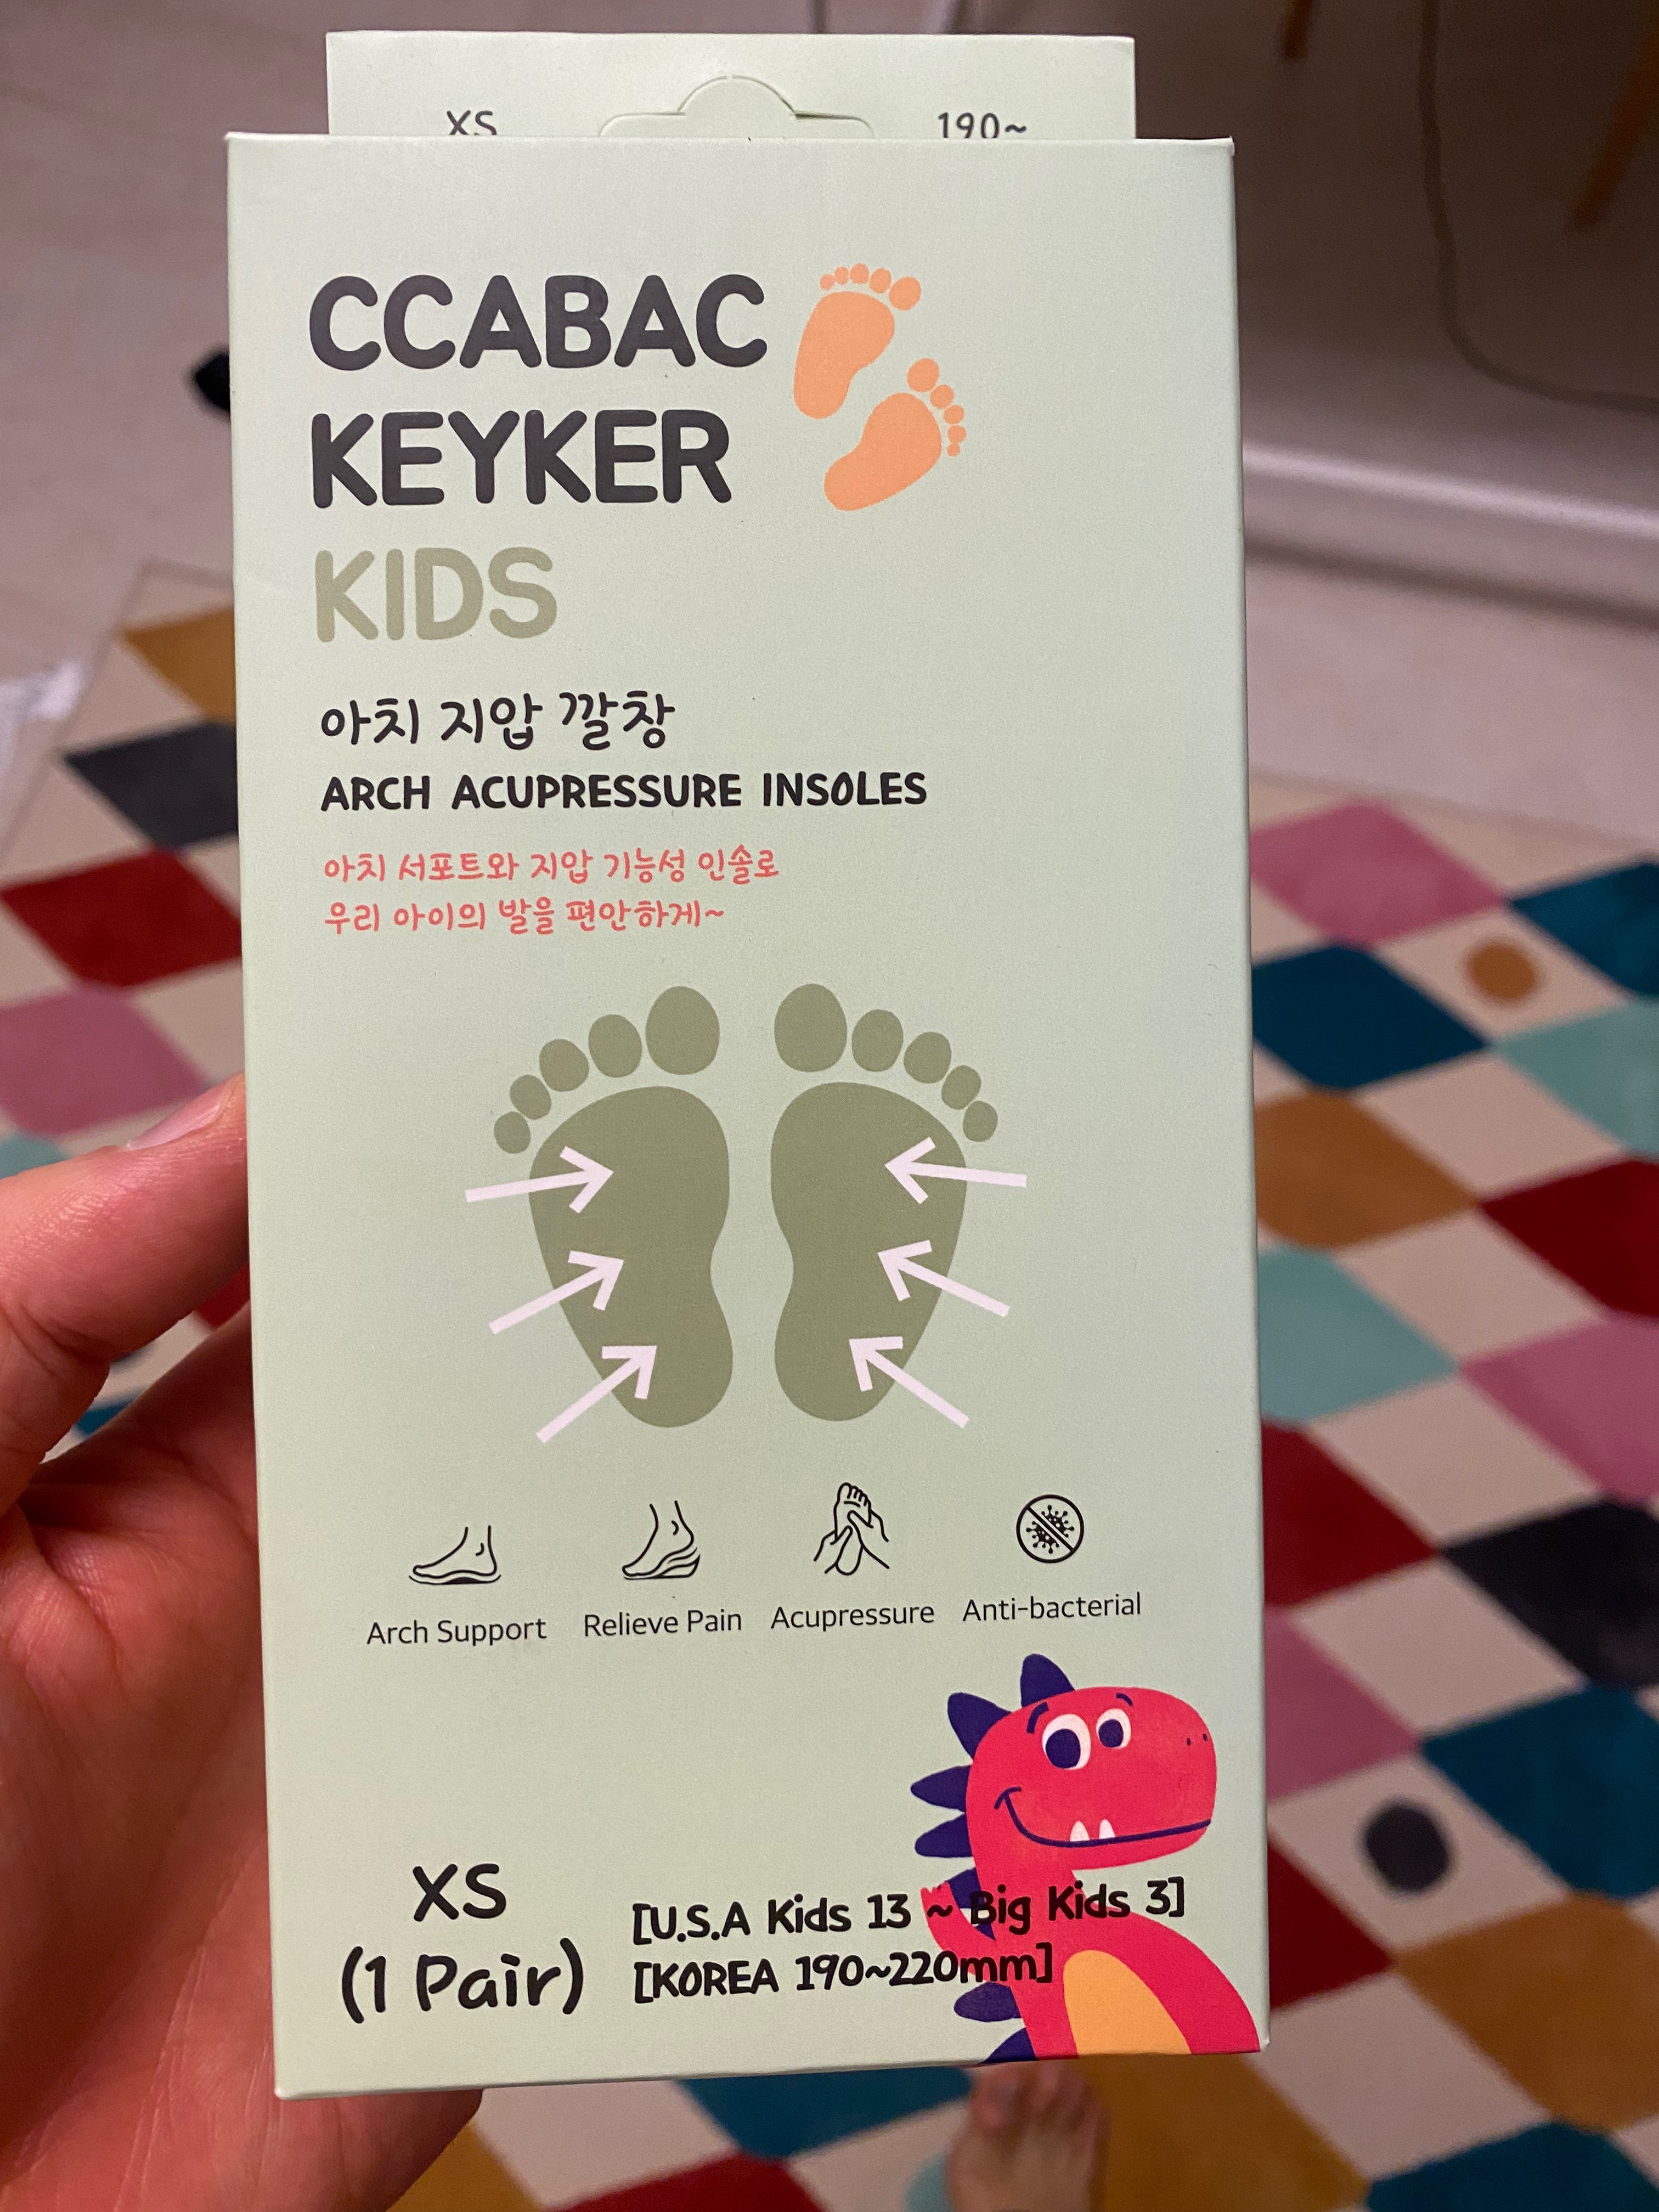 XS 190~
CCABAC
KEYKER
KIDS
아치 지압 깔창
ARCH ACUPRESSURE INSOLES
아치 서포트와 지압 기능성 인솔로
우리 아이의 발을 편안하게~
Arch Support Relieve Pain Acupressure Anti-bacterial
XS
(1 Pair)
[U.S.A Kids 13 ~ Big Kids 3]
[KOREA 190~220mm]